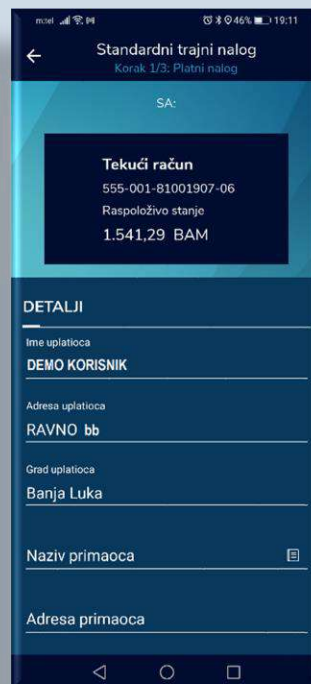 m:tel 46% 19:11
Standardni trajni nalog
Korak 1/3: Platni nalog
SA:
Tekući račun
555-001-81001907-06
Raspoloživo stanje
1.541,29 BAM
DETALJI
Ime uplatioca
DEMO KORISNIK
Adresa uplatioca
RAVNO bb
Grad uplatioca
Banja Luka
Naziv primaoca
Adresa primaoca